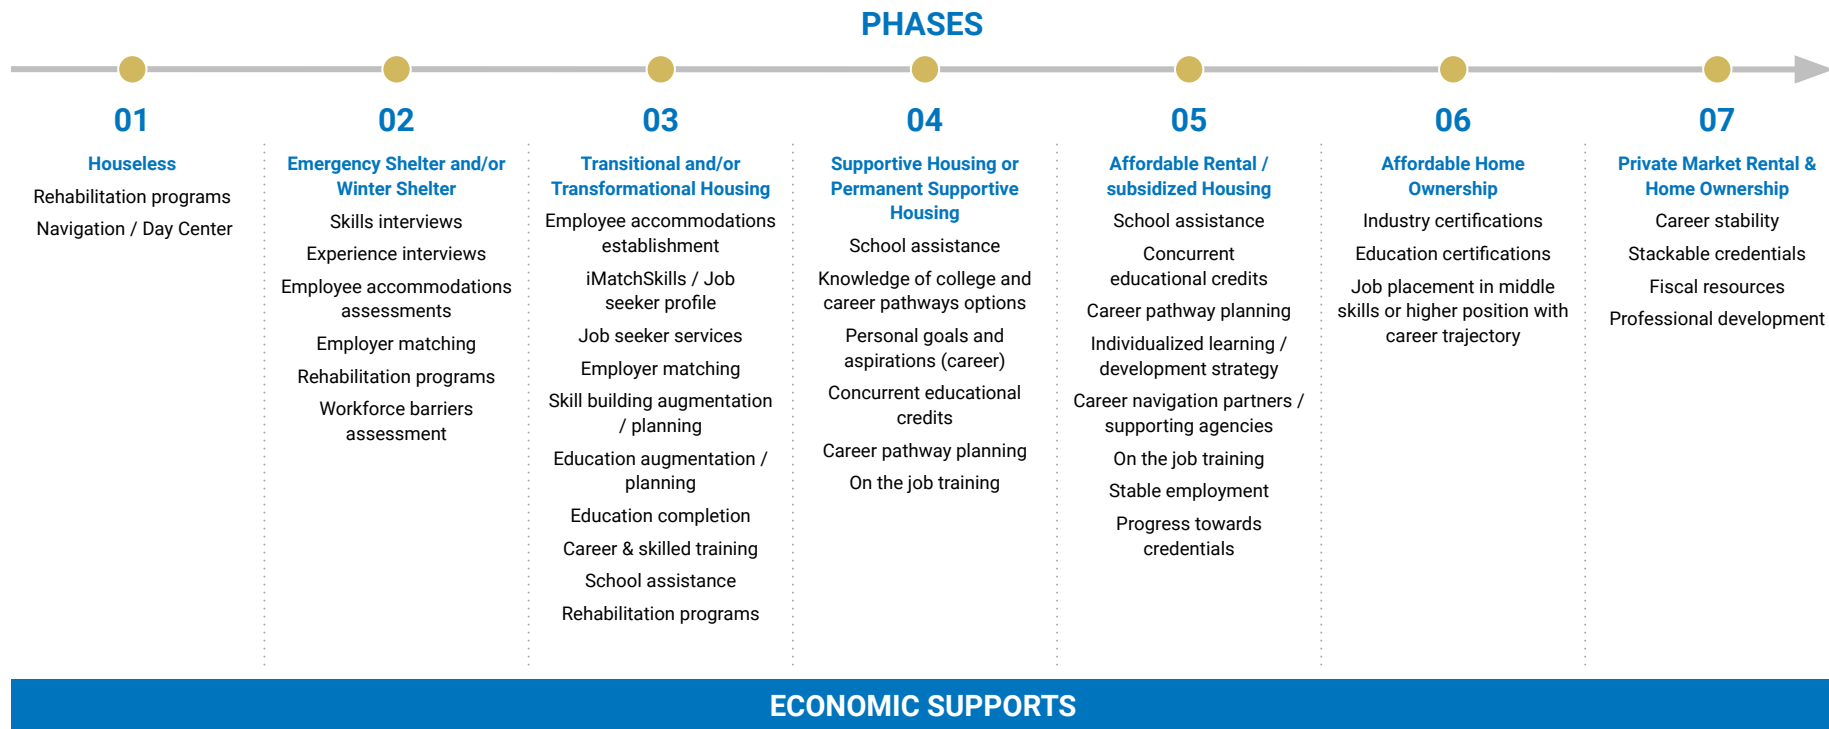 PHASES
01
Houseless
Rehabilitation programs
Navigation / Day Center
02
Emergency Shelter and/or
Winter Shelter
Skills interviews
Experience interviews
Employee accommodations
assessments
Employer matching
Rehabilitation programs
Workforce barriers
assessment
03
Transitional and/or
Transformational Housing
Employee accommodations
establishment
iMatchSkills / Job
seeker profile
Job seeker services
Employer matching
Skill building augmentation
/ planning
Education augmentation /
planning
Education completion
Career & skilled training
School assistance
Rehabilitation programs
04
Supportive Housing or
Permanent Supportive
Housing
School assistance
Knowledge of college and
career pathways options
Personal goals and
aspirations (career)
Concurrent educational
credits
Career pathway planning
On the job training
05
Affordable Rental /
subsidized Housing
School assistance
Concurrent
educational credits
Career pathway planning
Individualized learning /
development strategy
Career navigation partners /
supporting agencies
On the job training
Stable employment
Progress towards
credentials
06
Affordable Home
Ownership
Industry certifications
Education certifications
Job placement in middle
skills or higher position with
career trajectory
07
Private Market Rental &
Home Ownership
Career stability
Stackable credentials
Fiscal resources
Professional development
ECONOMIC SUPPORTS